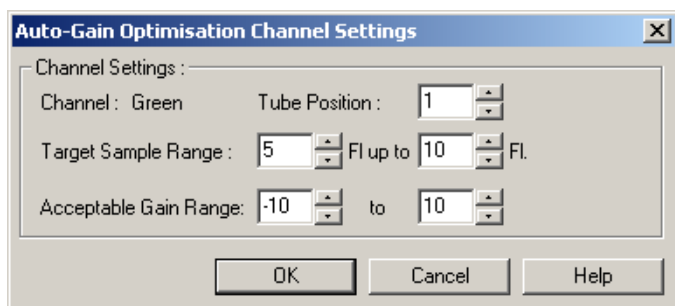 Auto-Gain Optimisation Channel Settings
Channel Settings :
Channel : Green Tube Position : 1
Target Sample Range : 5 Fl up to 10 Fl.
Acceptable Gain Range: -10 to 10
OK Cancel Help